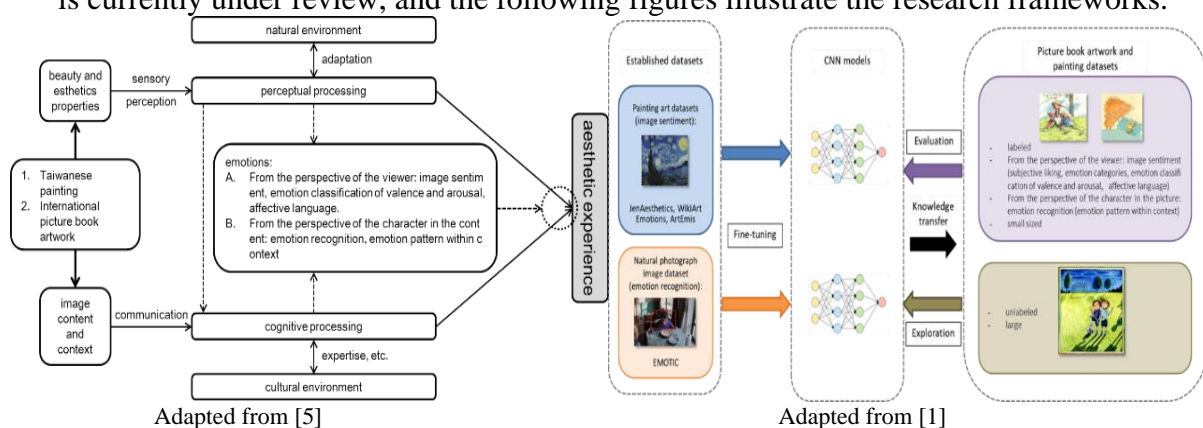 is currently under review, and the following figures illustrate the research frameworks.
natural environment
adaptation
beauty and
esthetics
properties
sensory
perception
perceptual processing
emotions:
A. From the perspective of the viewer: image sentim
ent, emotion classification of valence and arousal,
affective language.
B. From the perspective of the character in the cont
ent: emotion recognition, emotion pattern within c
ontext
1. Taiwanese
painting
2. International
picture book
artwork
image
content
and
context
communication
cognitive processing
expertise, etc.
cultural environment
aesthetic experience
Adapted from [5]
Established datasets
Painting art datasets
(image sentiment):
JenAesthetics, WikiArt
Emotions, ArtEmis
Natural photograph
image dataset
(emotion recognition):
EMOTIC
Fine-tuning
CNN models
Evaluation
Knowledge
transfer
Exploration
Picture book artwork and
painting datasets
- labeled
- From the perspective of the viewer: image sentiment
(subjective liking, emotion categories, emotion classifi
cation of valence and arousal, affective language)
- From the perspective of the character in the picture:
emotion recognition (emotion pattern within context)
- small sized
- unlabeled
- large
Adapted from [1]